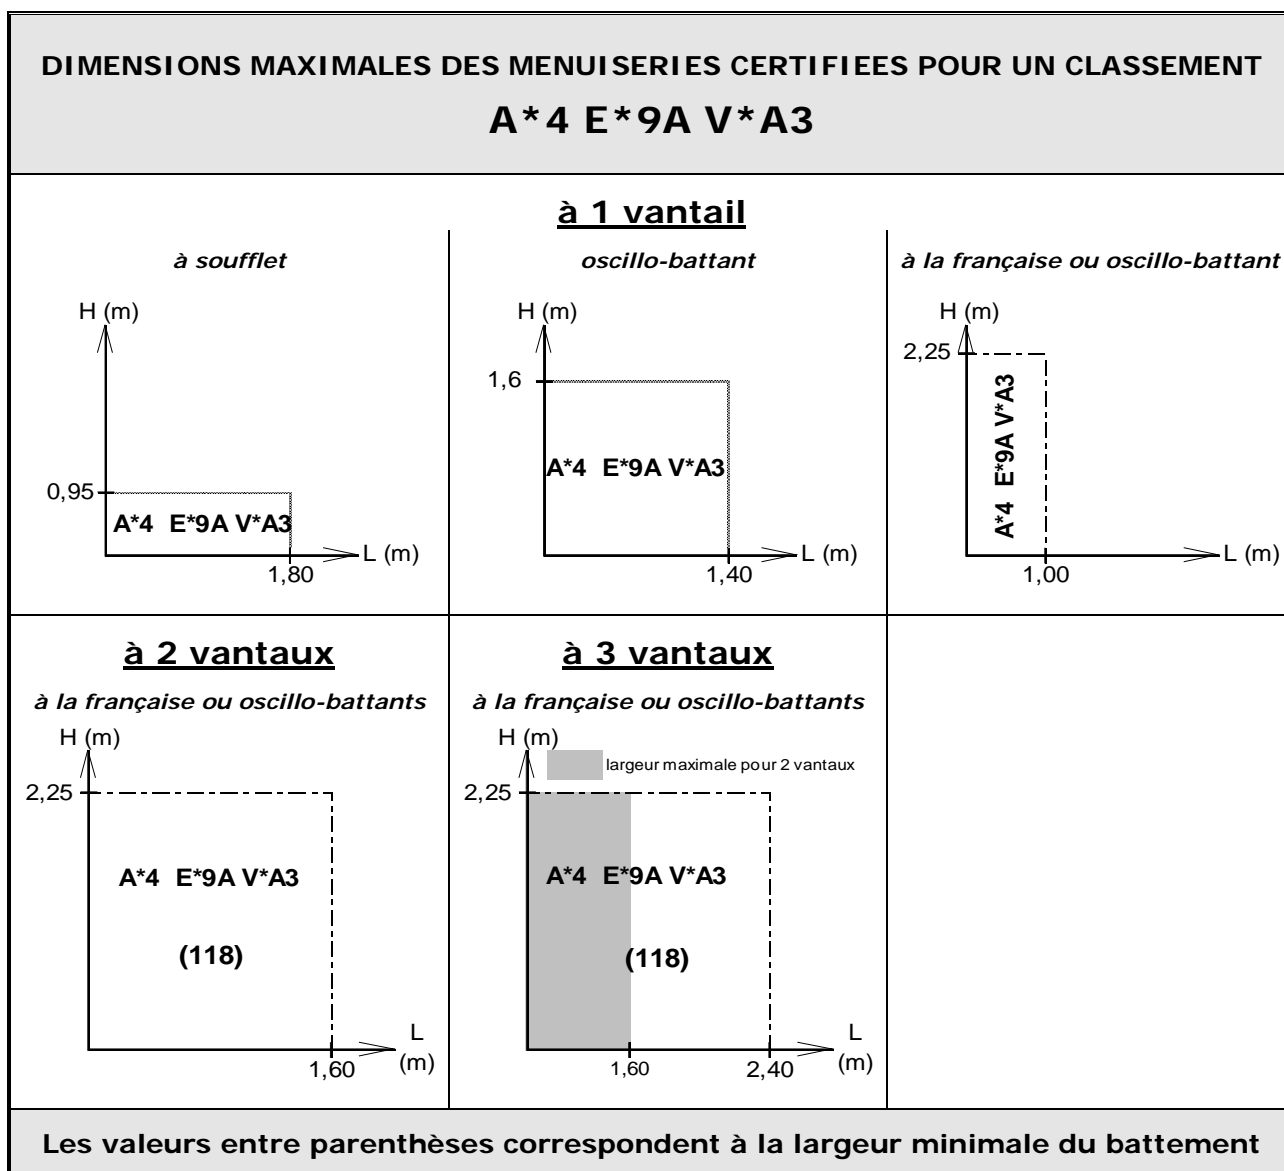 DIMENSIONS MAXIMALES DES MENUISERIES CERTIFIEES POUR UN CLASSEMENT
A*4 E*9A V*A3
à 1 vantail
à soufflet
H (m)
0,95
A*4 E*9A V*A3
L (m)
1,80
oscillo-battant
H (m)
1,6
A*4 E*9A V*A3
L (m)
1,40
à la française ou oscillo-battant
H (m)
2,25
A*4 E*9A V*A3
L (m)
1,00
à 2 vantaux
à la française ou oscillo-battants
H (m)
2,25
A*4 E*9A V*A3
(118)
L
(m)
1,60
à 3 vantaux
à la française ou oscillo-battants
H (m)
largeur maximale pour 2 vantaux
2,25
A*4 E*9A V*A3
(118)
L
(m)
1,60
2,40
Les valeurs entre parenthèses correspondent à la largeur minimale du battement